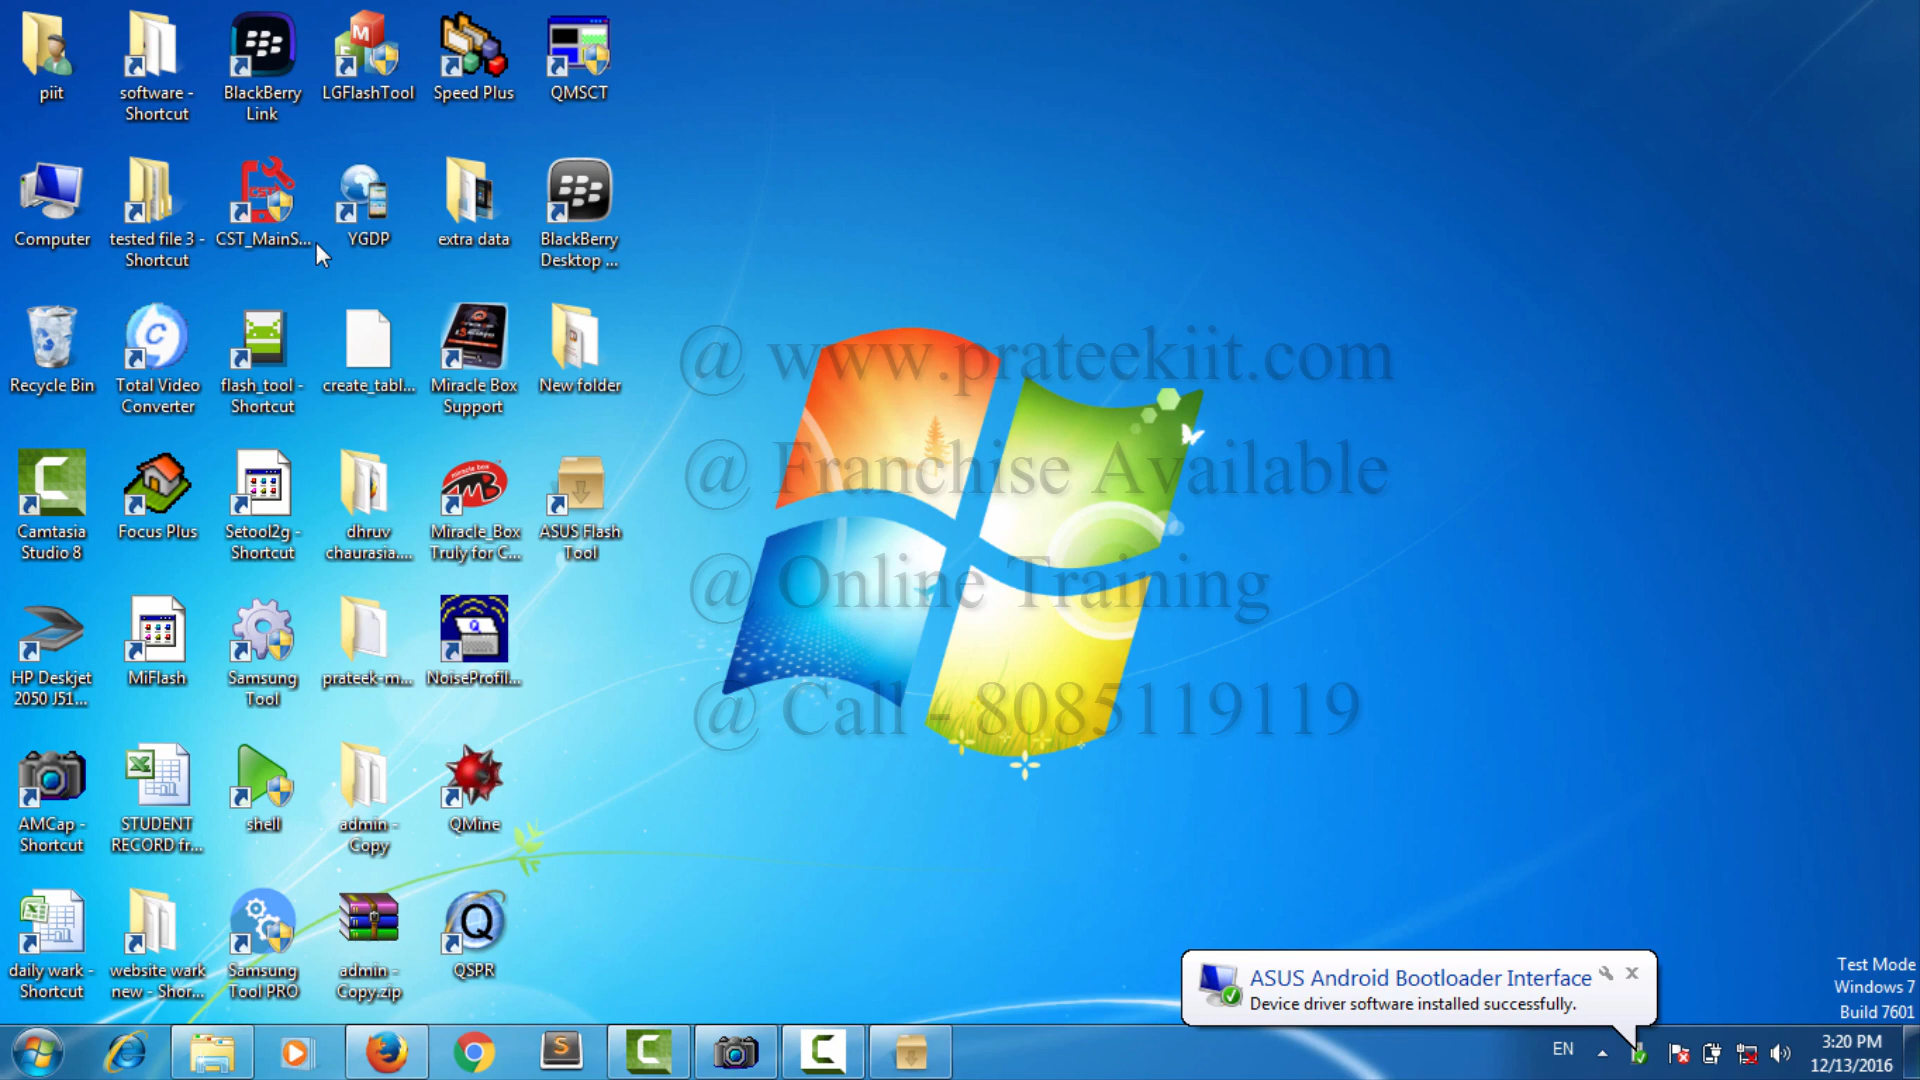 piit
software -
Shortcut
BlackBerry
Link
LGFlashTool
Speed Plus
QMSCT
Computer
tested file 3 -
Shortcut
CST_MainS...
YGDP
extra data
BlackBerry
Desktop ...
Recycle Bin
Total Video
Converter
flash_tool -
Shortcut
create_tabl...
Miracle Box
Support
New folder
@ www.prateekiit.com
@ Franchise Available
@ Online Training
@ Call - 8085119119
Camtasia
Studio 8
Focus Plus
Setool2g -
Shortcut
dhruv
chaurasia....
Miracle_Box
Truly for C...
ASUS Flash
Tool
HP Deskjet
2050 J51...
MiFlash
Samsung
Tool
prateek-m...
NoiseProfil...
AMCap -
Shortcut
STUDENT
RECORD fr...
shell
admin -
Copy
QMine
daily wark -
Shortcut
website wark
new - Shor...
Samsung
Tool PRO
admin -
Copy.zip
QSPR
ASUS Android Bootloader Interface
Device driver software installed successfully.
Test Mode
Windows 7
Build 7601
EN
3:20 PM
12/13/2016